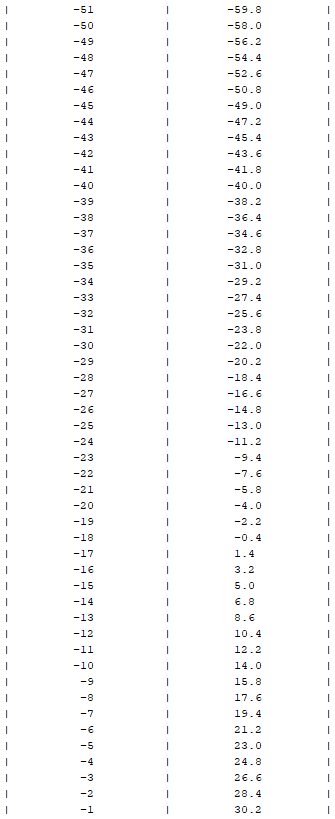 | -51 | -59.8 |
| -50 | -58.0 |
| -49 | -56.2 |
| -48 | -54.4 |
| -47 | -52.6 |
| -46 | -50.8 |
| -45 | -49.0 |
| -44 | -47.2 |
| -43 | -45.4 |
| -42 | -43.6 |
| -41 | -41.8 |
| -40 | -40.0 |
| -39 | -38.2 |
| -38 | -36.4 |
| -37 | -34.6 |
| -36 | -32.8 |
| -35 | -31.0 |
| -34 | -29.2 |
| -33 | -27.4 |
| -32 | -25.6 |
| -31 | -23.8 |
| -30 | -22.0 |
| -29 | -20.2 |
| -28 | -18.4 |
| -27 | -16.6 |
| -26 | -14.8 |
| -25 | -13.0 |
| -24 | -11.2 |
| -23 | -9.4 |
| -22 | -7.6 |
| -21 | -5.8 |
| -20 | -4.0 |
| -19 | -2.2 |
| -18 | -0.4 |
| -17 | 1.4 |
| -16 | 3.2 |
| -15 | 5.0 |
| -14 | 6.8 |
| -13 | 8.6 |
| -12 | 10.4 |
| -11 | 12.2 |
| -10 | 14.0 |
| -9 | 15.8 |
| -8 | 17.6 |
| -7 | 19.4 |
| -6 | 21.2 |
| -5 | 23.0 |
| -4 | 24.8 |
| -3 | 26.6 |
| -2 | 28.4 |
| -1 | 30.2 |